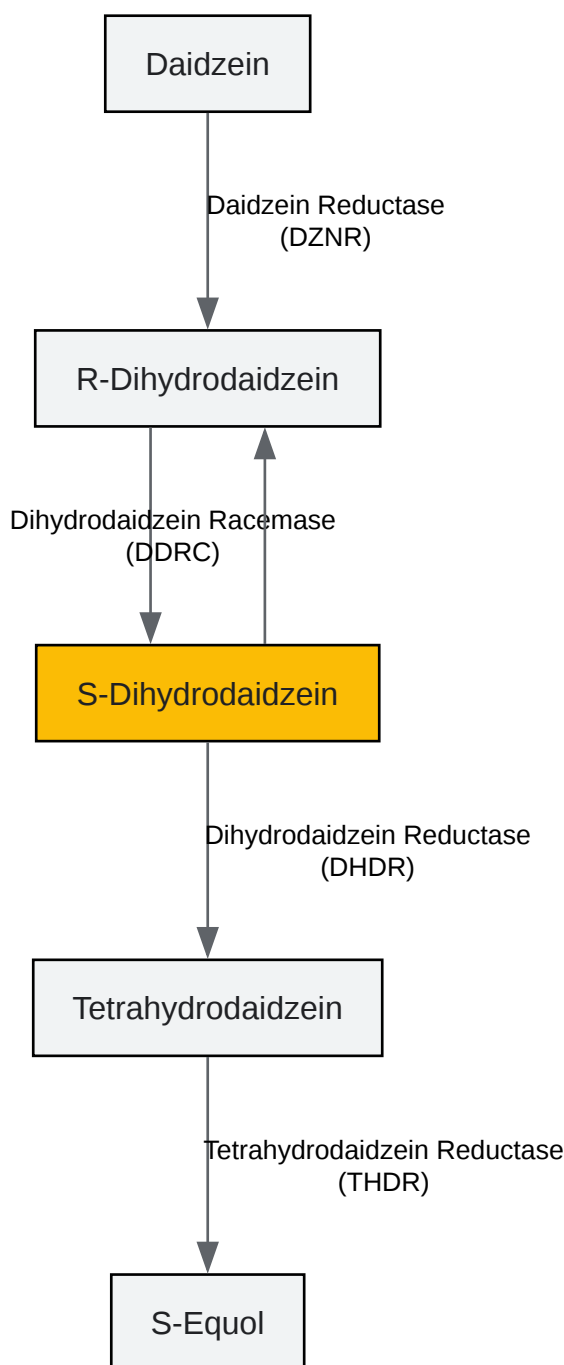 Daidzein
Daidzein Reductase
(DZNR)
R-Dihydrodaidzein
Dihydrodaidzein Racemase
(DDRC)
S-Dihydrodaidzein
Dihydrodaidzein Reductase
(DHDR)
Tetrahydrodaidzein
Tetrahydrodaidzein Reductase
(THDR)
S-Equol